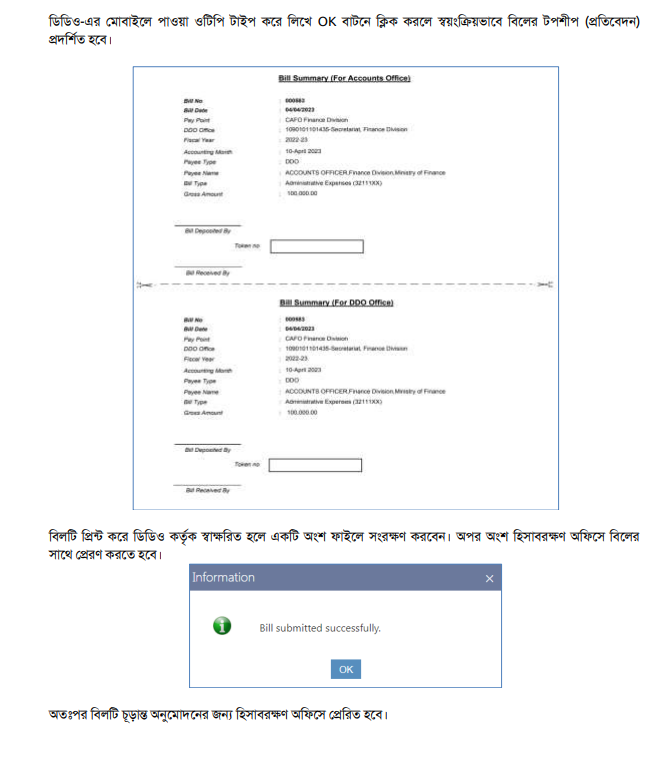 ডিডিও-এর মোবাইলে পাওয়া ওটিপি টাইপ করে লিখে OK বাটনে ক্লিক করলে স্বয়ংক্রিয়ভাবে বিলের টপশীপ (প্রতিবেদন)
প্রদর্শিত হবে।
Bill Summary (For Accounts Office)
Bill No : 000583
Bill Date : 04/04/2023
Pay Point : CAFO Finance Division
DDO Office : 1090101101435-Secretariat, Finance Division
Fiscal Year : 2022-23
Accounting Month : 10-April 2023
Payee Type : DDO
Payee Name : ACCOUNTS OFFICER,Finance Division,Ministry of Finance
Bill Type : Administrative Expenses (32111XX)
Gross Amount : 100,000.00
Bill Deposited By
Token no
Bill Received By
Bill Summary (For DDO Office)
Bill No : 000583
Bill Date : 04/04/2023
Pay Point : CAFO Finance Division
DDO Office : 1090101101435-Secretariat, Finance Division
Fiscal Year : 2022-23
Accounting Month : 10-April 2023
Payee Type : DDO
Payee Name : ACCOUNTS OFFICER,Finance Division,Ministry of Finance
Bill Type : Administrative Expenses (32111XX)
Gross Amount : 100,000.00
Bill Deposited By
Token no
Bill Received By
বিলটি প্রিন্ট করে ডিডিও কর্তৃক স্বাক্ষরিত হলে একটি অংশ ফাইলে সংরক্ষণ করবেন। অপর অংশ হিসাবরক্ষণ অফিসে বিলের
সাথে প্রেরণ করতে হবে।
Information ×
Bill submitted successfully.
OK
অতঃপর বিলটি চূড়ান্ত অনুমোদনের জন্য হিসাবরক্ষণ অফিসে প্রেরিত হবে।